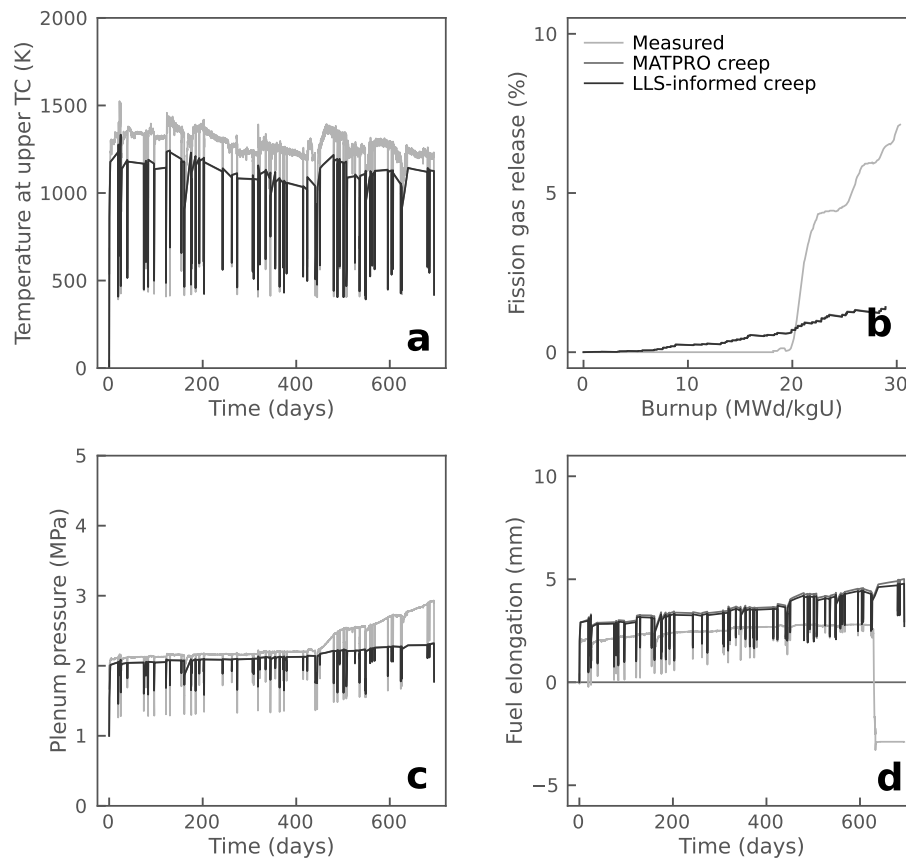 2000
1500
1000
500
0
Temperature at upper TC (K)
0 200 400 600
Time (days)
a
10
5
0
Fission gas release (%)
Measured
MATPRO creep
LLS-informed creep
0 10 20 30
Burnup (MWd/kgU)
b
5
4
3
2
1
0
Plenum pressure (MPa)
0 200 400 600
Time (days)
c
10
5
0
−5
Fuel elongation (mm)
0 200 400 600
Time (days)
d